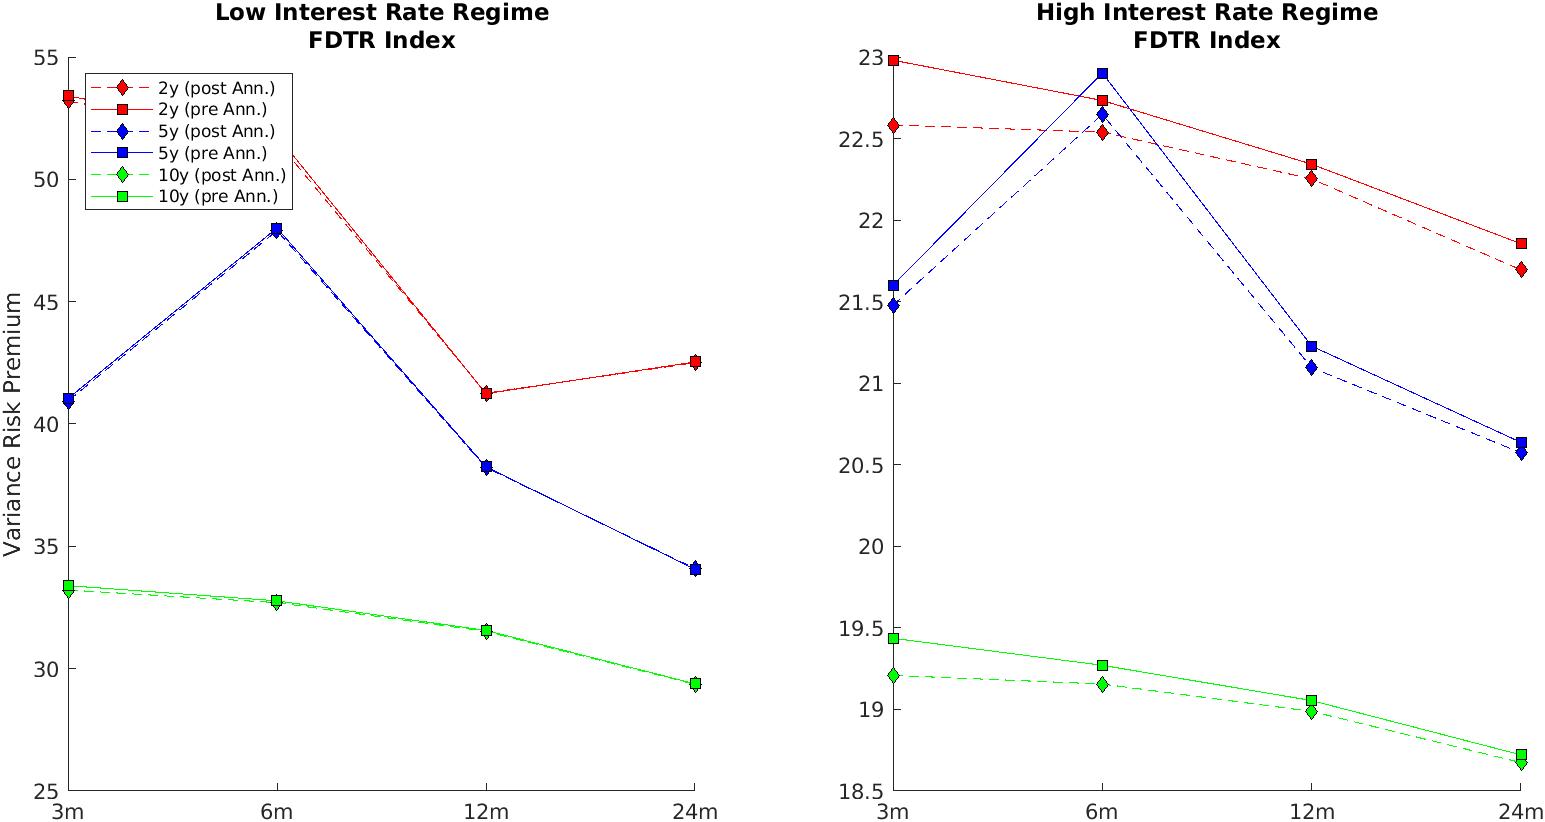 Low Interest Rate Regime
FDTR Index
Variance Risk Premium
55
50
45
40
35
30
25
3m
6m
12m
24m
2y (post Ann.)
2y (pre Ann.)
5y (post Ann.)
5y (pre Ann.)
10y (post Ann.)
10y (pre Ann.)
High Interest Rate Regime
FDTR Index
23
22.5
22
21.5
21
20.5
20
19.5
19
18.5
3m
6m
12m
24m